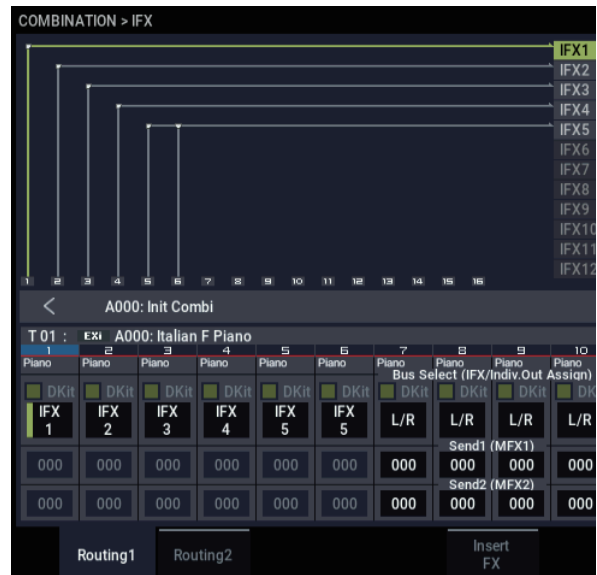 COMBINATION > IFX
IFX1
IFX2
IFX3
IFX4
IFX5
IFX6
IFX7
IFX8
IFX9
IFX10
IFX11
IFX12
1 2 3 4 5 6 7 8 9 10 11 12 13 14 15 16
< A000: Init Combi
T 01 : EXi A000: Italian F Piano
1 2 3 4 5 6 7 8 9 10
Piano Piano Piano Piano Piano Piano Piano Piano Piano Piano
Bus Select (IFX/Indiv.Out Assign)
DKit DKit DKit DKit DKit DKit DKit DKit DKit DK
IFX IFX IFX IFX IFX IFX L/R L/R L/R L/R
1 2 3 4 5 5
Send1 (MFX1)
000 000 000 000 000 000 000 000 000 000
Send2 (MFX2)
000 000 000 000 000 000 000 000 000 000
Routing1 Routing2 Insert
FX